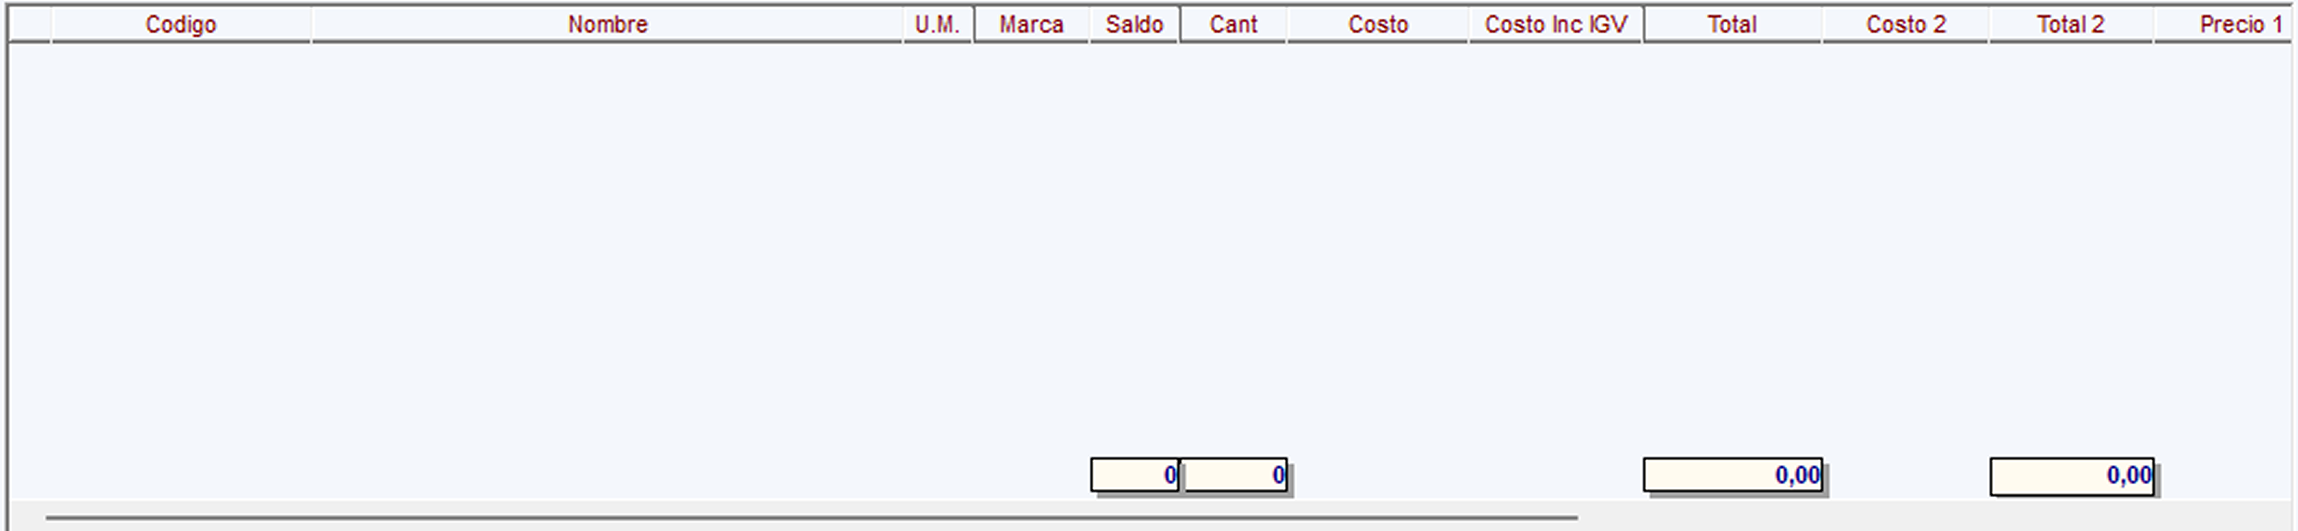 Codigo Nombre U.M. Marca Saldo Cant Costo Costo Inc IGV Total Costo 2 Total 2 Precio 1
0 0 0,00 0,00